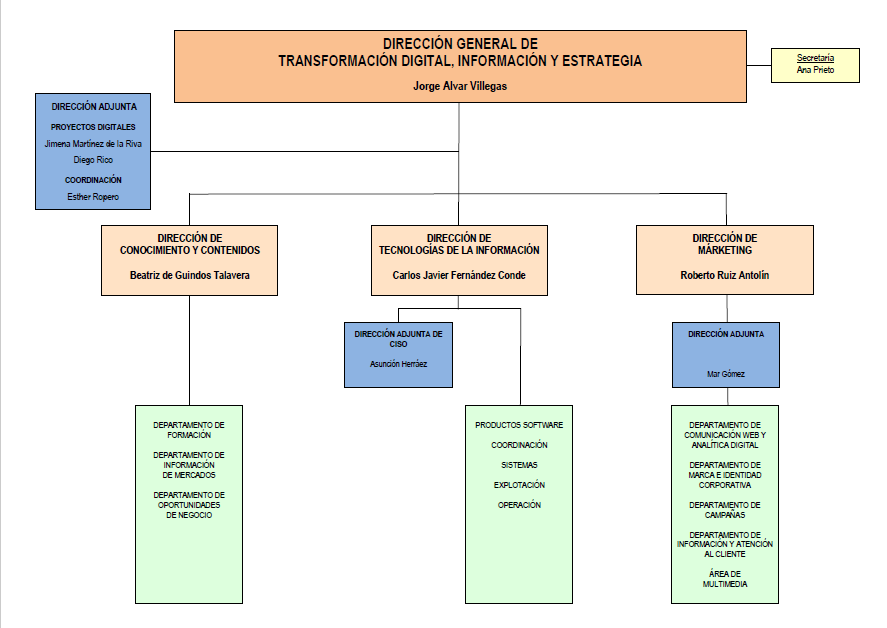 DIRECCIÓN GENERAL DE
TRANSFORMACIÓN DIGITAL, INFORMACIÓN Y ESTRATEGIA
Jorge Alvar Villegas
Secretaría
Ana Prieto
DIRECCIÓN ADJUNTA
PROYECTOS DIGITALES
Jimena Martínez de la Riva
Diego Rico
COORDINACIÓN
Esther Ropero
DIRECCIÓN DE
CONOCIMIENTO Y CONTENIDOS
Beatriz de Guindos Talavera
DIRECCIÓN DE
TECNOLOGÍAS DE LA INFORMACIÓN
Carlos Javier Fernández Conde
DIRECCIÓN DE
MÁRKETING
Roberto Ruiz Antolín
DIRECCIÓN ADJUNTA DE
CISO
Asunción Herráez
DIRECCIÓN ADJUNTA
Mar Gómez
DEPARTAMENTO DE
FORMACIÓN
DEPARTAMENTO DE
INFORMACIÓN
DE MERCADOS
DEPARTAMENTO DE
OPORTUNIDADES
DE NEGOCIO
PRODUCTOS SOFTWARE
COORDINACIÓN
SISTEMAS
EXPLOTACIÓN
OPERACIÓN
DEPARTAMENTO DE
COMUNICACIÓN WEB Y
ANALÍTICA DIGITAL
DEPARTAMENTO DE
MARCA E IDENTIDAD
CORPORATIVA
DEPARTAMENTO DE
CAMPAÑAS
DEPARTAMENTO DE
INFORMACIÓN Y ATENCIÓN
AL CLIENTE
ÁREA DE
MULTIMEDIA